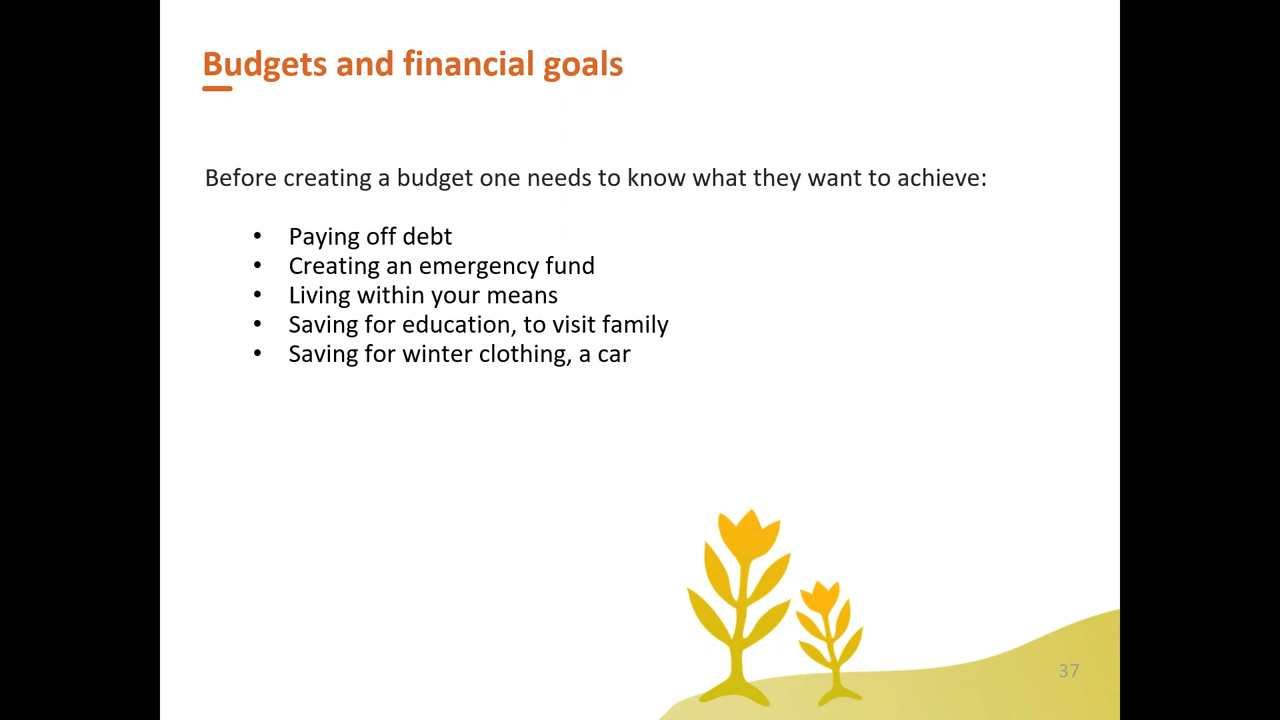 Budgets and financial goals
Before creating a budget one needs to know what they want to achieve:
• Paying off debt
• Creating an emergency fund
• Living within your means
• Saving for education, to visit family
• Saving for winter clothing, a car
37